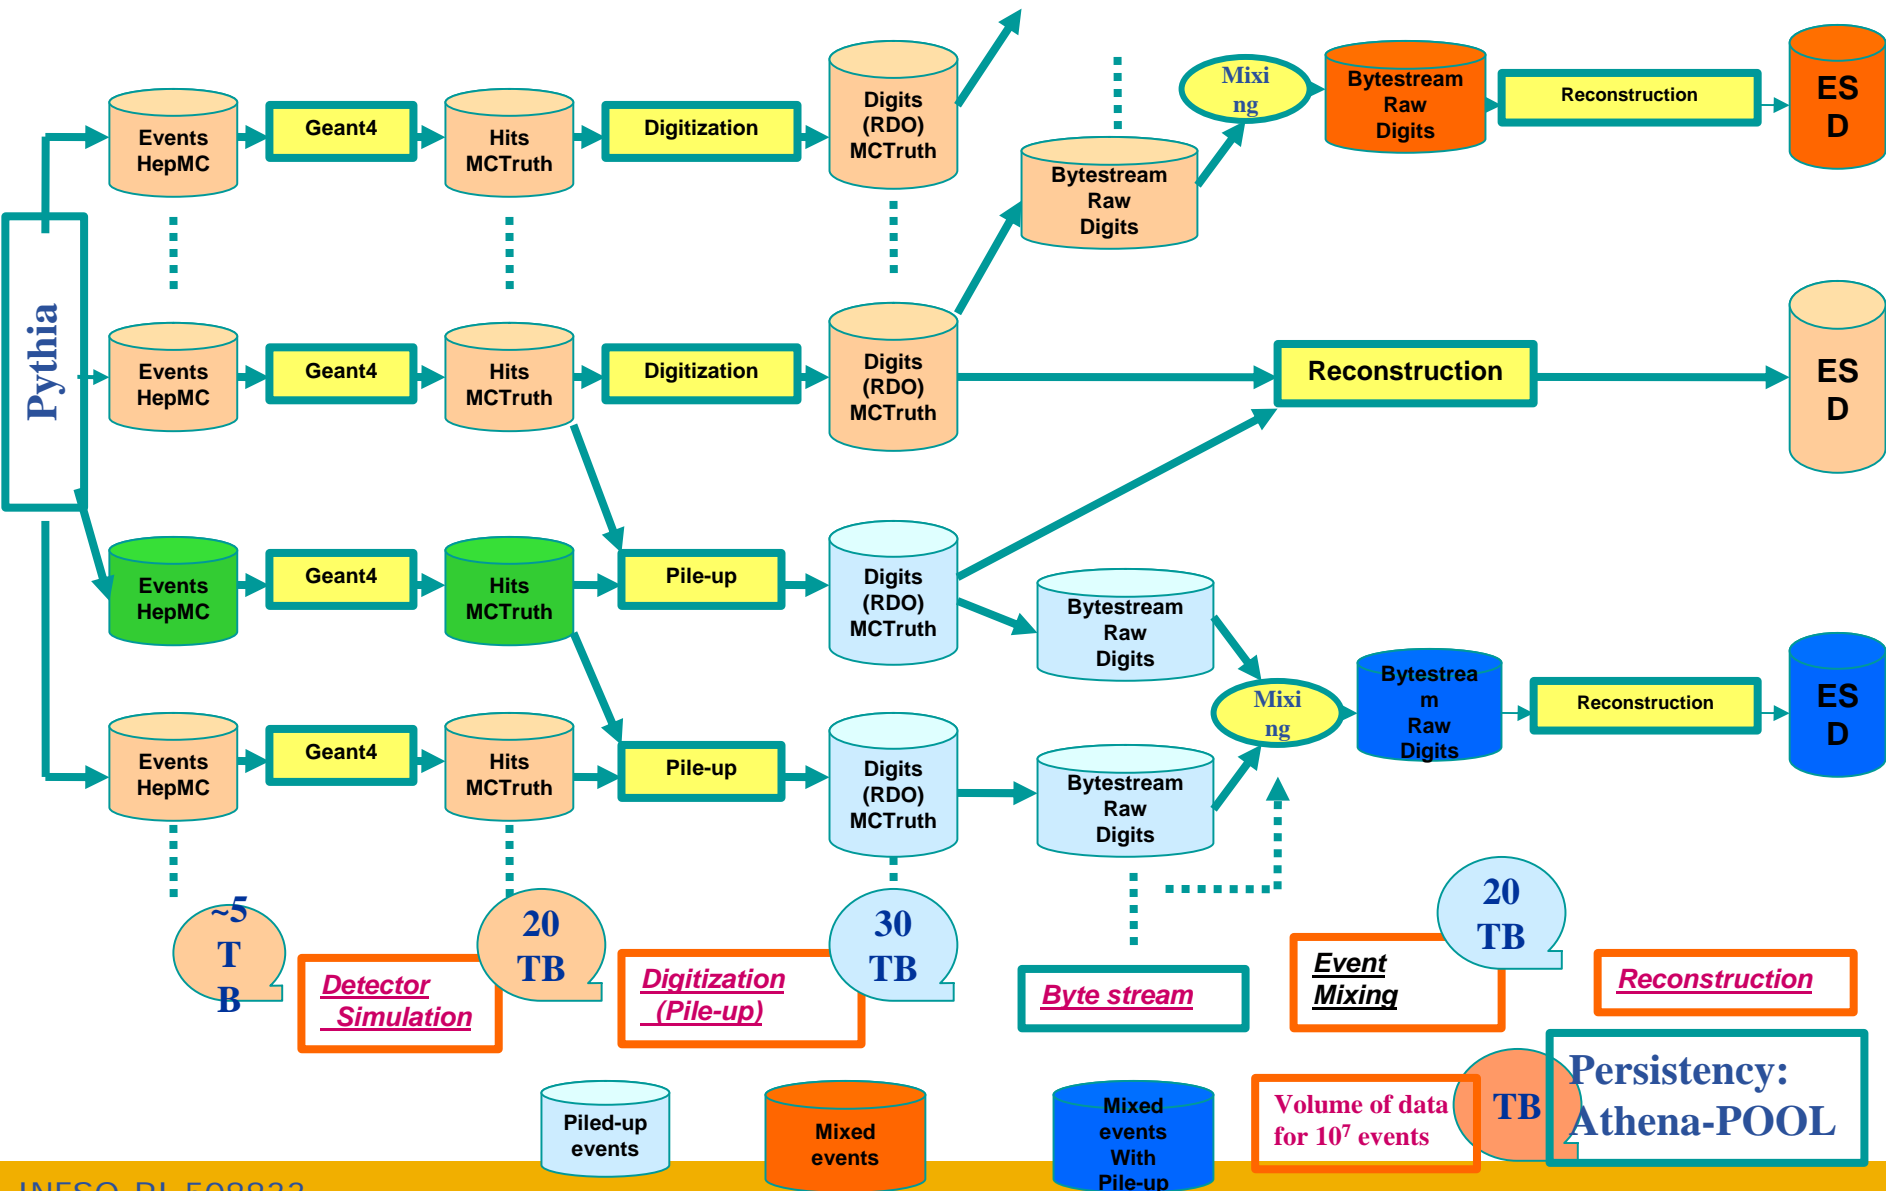 Pythia
Events
HepMC
Geant4
Hits
MCTruth
Digitization
Digits
(RDO)
MCTruth
Bytestream
Raw
Digits
Mixi
ng
Bytestream
Raw
Digits
Reconstruction
ES
D
Events
HepMC
Geant4
Hits
MCTruth
Digitization
Digits
(RDO)
MCTruth
Reconstruction
ES
D
Events
HepMC
Geant4
Hits
MCTruth
Pile-up
Digits
(RDO)
MCTruth
Bytestream
Raw
Digits
Mixi
ng
Bytestrea
m
Raw
Digits
Reconstruction
ES
D
Events
HepMC
Geant4
Hits
MCTruth
Pile-up
Digits
(RDO)
MCTruth
Bytestream
Raw
Digits
~5
T
B
Detector
Simulation
20
TB
Digitization
(Pile-up)
30
TB
Byte stream
Event
Mixing
20
TB
Reconstruction
Piled-up
events
Mixed
events
Mixed
events
With
Pile-up
Volume of data
for 10⁷ events
TB
Persistency:
Athena-POOL
INFSO-RI-508833